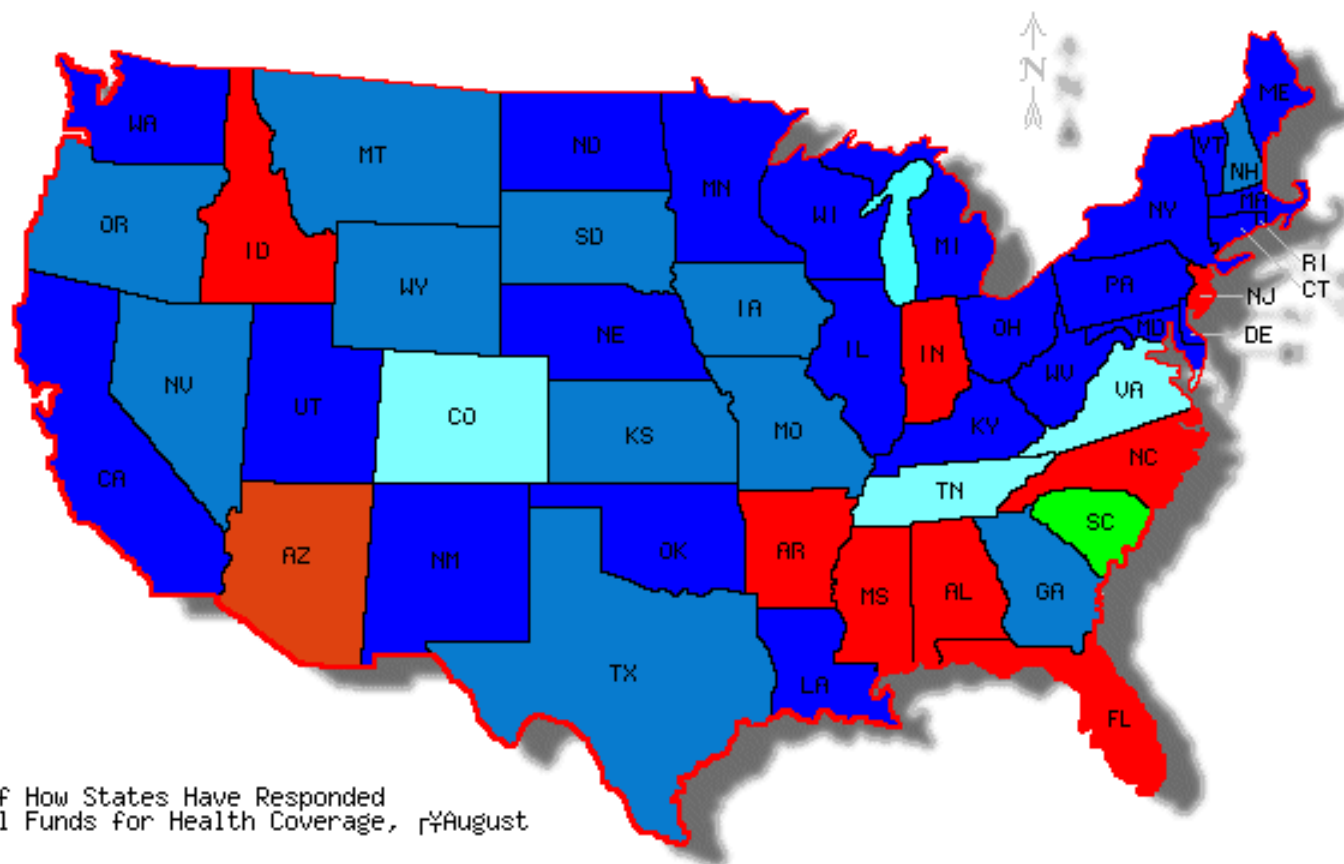 N
WA
MT
ND
MN
ME
VT
NH
OR
ID
SD
WI
MI
NY
MA
WY
IA
PA
RI
CT
NJ
NE
IL
IN
OH
MD
DE
NV
UT
CO
KS
MO
KY
WV
VA
CA
AZ
NM
OK
AR
TN
NC
SC
MS
AL
GA
TX
LA
FL
f How States Have Responded
l Funds for Health Coverage, August